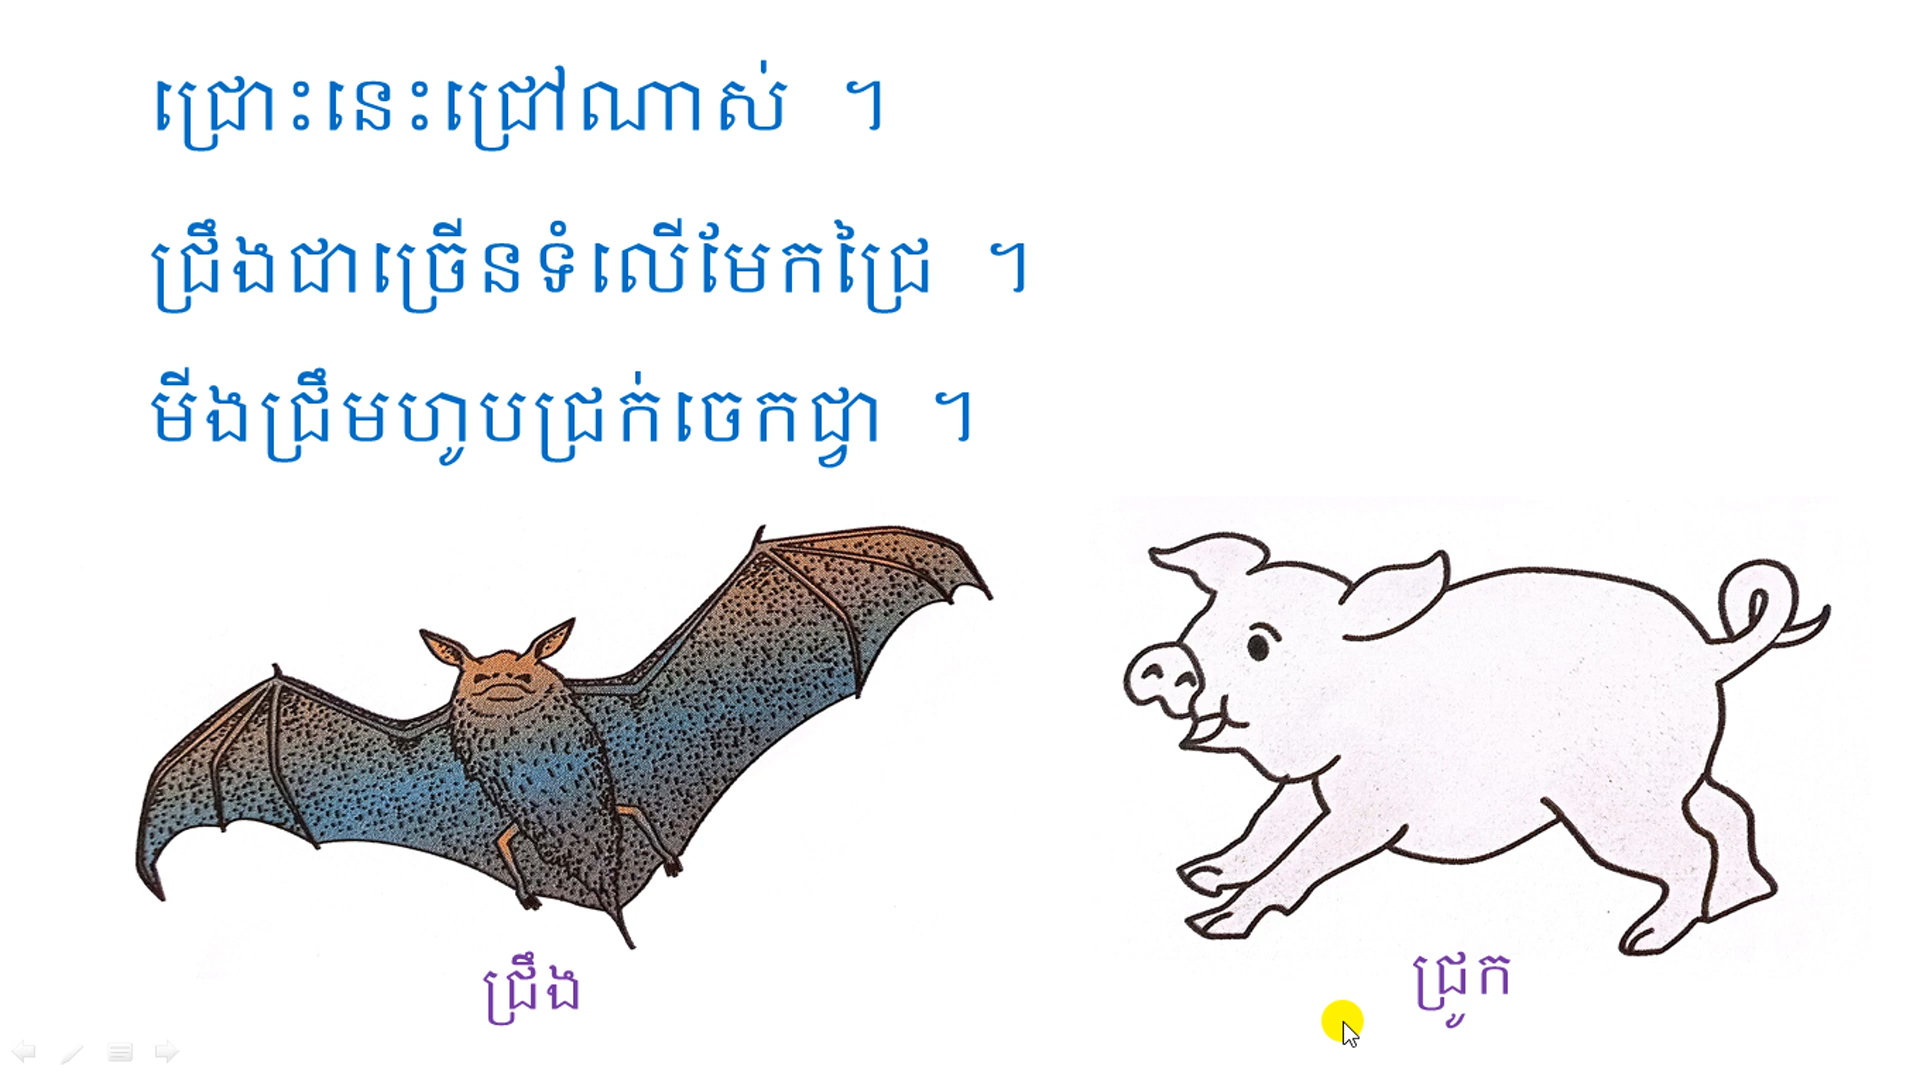 ជ្រោះនេះជ្រៅណាស់ ។
ជ្រឹងជាច្រើនទំលើមែកជ្រៃ ។
មីងជ្រឹមហូបជ្រក់ចេកជ្វា ។
ជ្រឹង
ជ្រូក